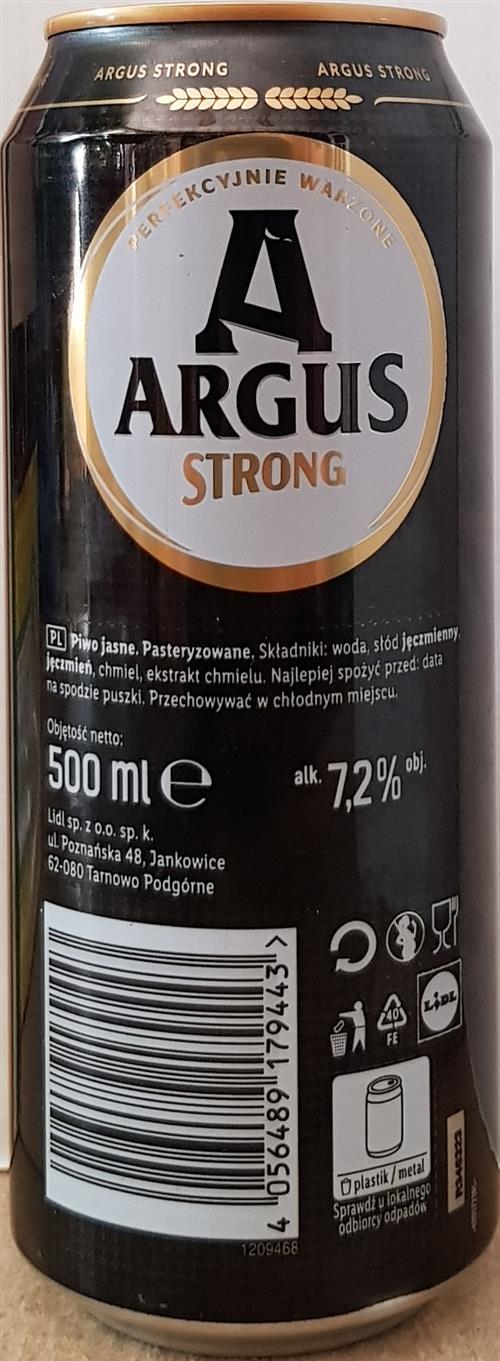 ARGUS STRONG ARGUS STRONG
PERFEKCYJNIE WARZONE
A
ARGUS
STRONG
PL Piwo jasne. Pasteryzowane. Składniki: woda, słód jęczmienny,
jęczmień, chmiel, ekstrakt chmielu. Najlepiej spożyć przed: data
na spodzie puszki. Przechowywać w chłodnym miejscu.
Objętość netto:
500 ml e
alk. 7,2% obj.
Lidl sp. z o.o. sp. k.
ul. Poznańska 48, Jankowice
62-080 Tarnowo Podgórne
40
FE
LIDL
4 056489 179443 >
plastik / metal
Sprawdź u lokalnego
odbiorcy odpadów
R346323
1209468